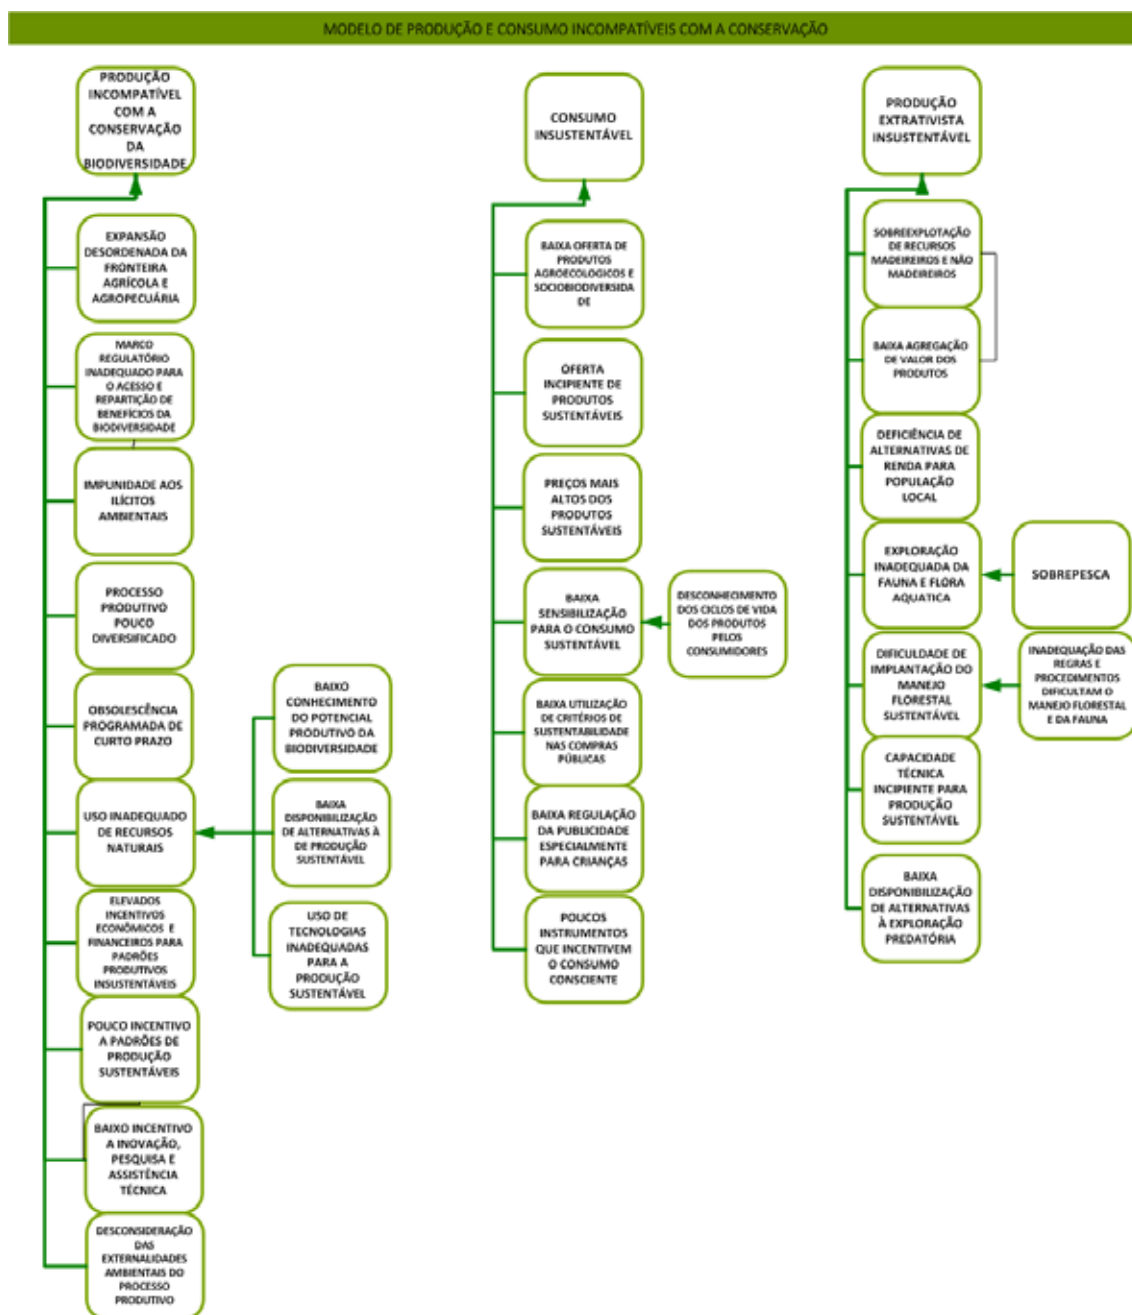 MODELO DE PRODUÇÃO E CONSUMO INCOMPATÍVEIS COM A CONSERVAÇÃO
PRODUÇÃO
INCOMPATÍVEL
COM A
CONSERVAÇÃO
DA
BIODIVERSIDADE
EXPANSÃO
DESORDENADA DA
FRONTEIRA
AGRÍCOLA E
AGROPECUÁRIA
MARCO
REGULATÓRIO
INADEQUADO PARA
O ACESSO E
REPARTIÇÃO DE
BENEFÍCIOS DA
BIODIVERSIDADE
IMPUNIDADE AOS
ILÍCITOS
AMBIENTAIS
PROCESSO
PRODUTIVO
POUCO
DIVERSIFICADO
OBSOLESCÊNCIA
PROGRAMADA DE
CURTO PRAZO
USO INADEQUADO
DE RECURSOS
NATURAIS
BAIXO
CONHECIMENTO
DO POTENCIAL
PRODUTIVO DA
BIODIVERSIDADE
BAIXA
DISPONIBILIZAÇÃO
DE ALTERNATIVAS À
DE PRODUÇÃO
SUSTENTÁVEL
USO DE
TECNOLOGIAS
INADEQUADAS
PARA A
PRODUÇÃO
SUSTENTÁVEL
ELEVADOS
INCENTIVOS
ECONÔMICOS E
FINANCEIROS PARA
PADRÕES
PRODUTIVOS
INSUSTENTÁVEIS
POUCO INCENTIVO
A PADRÕES DE
PRODUÇÃO
SUSTENTÁVEIS
BAIXO INCENTIVO
A INOVAÇÃO,
PESQUISA E
ASSISTÊNCIA
TÉCNICA
DESCONSIDERAÇÃO
DAS
EXTERNALIDADES
AMBIENTAIS DO
PROCESSO
PRODUTIVO
CONSUMO
INSUSTENTÁVEL
BAIXA OFERTA DE
PRODUTOS
AGROECOLOGICOS E
SOCIOBIODIVERSIDA
DE
OFERTA
INCIPIENTE DE
PRODUTOS
SUSTENTÁVEIS
PREÇOS MAIS
ALTOS DOS
PRODUTOS
SUSTENTÁVEIS
BAIXA
SENSIBILIZAÇÃO
PARA O CONSUMO
SUSTENTÁVEL
DESCONHECIMENTO
DOS CICLOS DE VIDA
DOS PRODUTOS
PELOS
CONSUMIDORES
BAIXA UTILIZAÇÃO
DE CRITÉRIOS DE
SUSTENTABILIDADE
NAS COMPRAS
PÚBLICAS
BAIXA REGULAÇÃO
DA PUBLICIDADE
ESPECIALMENTE
PARA CRIANÇAS
POUCOS
INSTRUMENTOS
QUE INCENTIVEM
O CONSUMO
CONSCIENTE
PRODUÇÃO
EXTRATIVISTA
INSUSTENTÁVEL
SOBREEXPLOTAÇÃO
DE RECURSOS
MADEIREIROS E NÃO
MADEIREIROS
BAIXA AGREGAÇÃO
DE VALOR DOS
PRODUTOS
DEFICIÊNCIA DE
ALTERNATIVAS DE
RENDA PARA
POPULAÇÃO
LOCAL
EXPLORAÇÃO
INADEQUADA DA
FAUNA E FLORA
AQUATICA
SOBREPESCA
DIFICULDADE DE
IMPLANTAÇÃO DO
MANEJO
FLORESTAL
SUSTENTÁVEL
INADEQUAÇÃO DAS
REGRAS E
PROCEDIMENTOS
DIFICULTAM O
MANEJO FLORESTAL
E DA FAUNA
CAPACIDADE
TÉCNICA
INCIPIENTE PARA
PRODUÇÃO
SUSTENTÁVEL
BAIXA
DISPONIBILIZAÇÃO
DE ALTERNATIVAS
À EXPLORAÇÃO
PREDATÓRIA